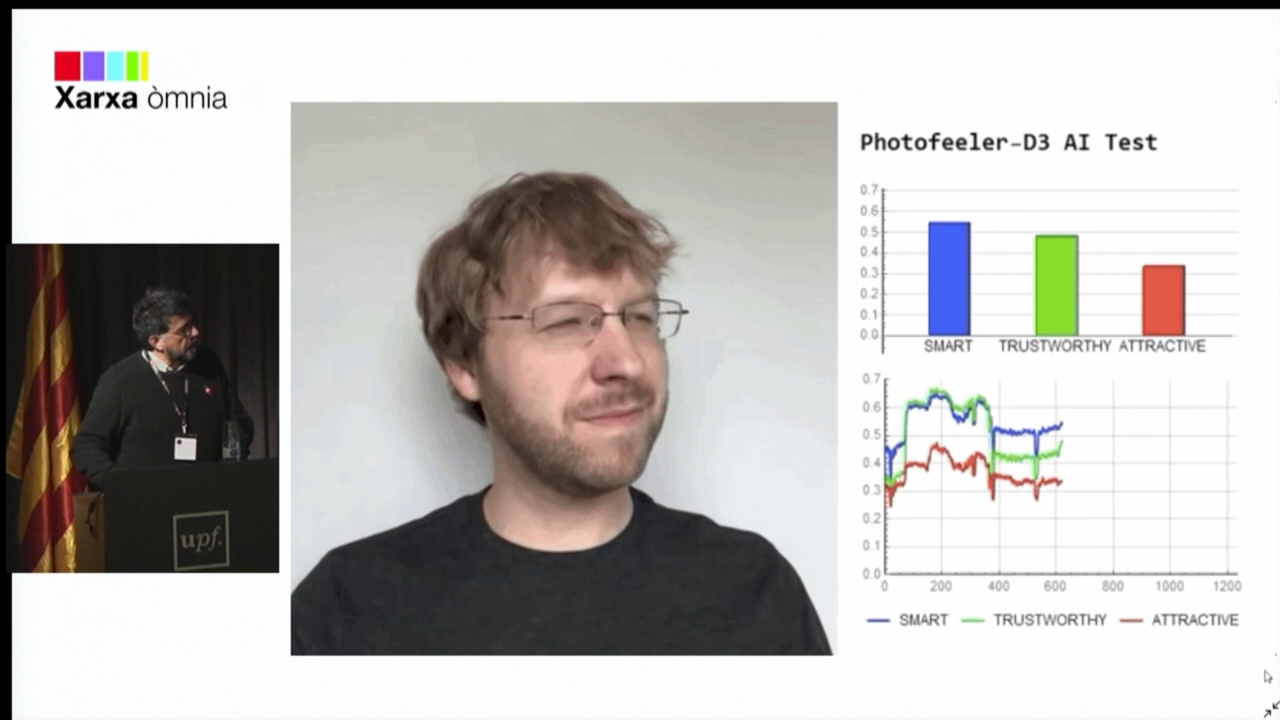 Xarxa òmnia
upf.
Photofeeler-D3 AI Test
0.7
0.6
0.5
0.4
0.3
0.2
0.1
0.0
SMART TRUSTWORTHY ATTRACTIVE
0.7
0.6
0.5
0.4
0.3
0.2
0.1
0.0
0 200 400 600 800 1000 1200
SMART TRUSTWORTHY ATTRACTIVE